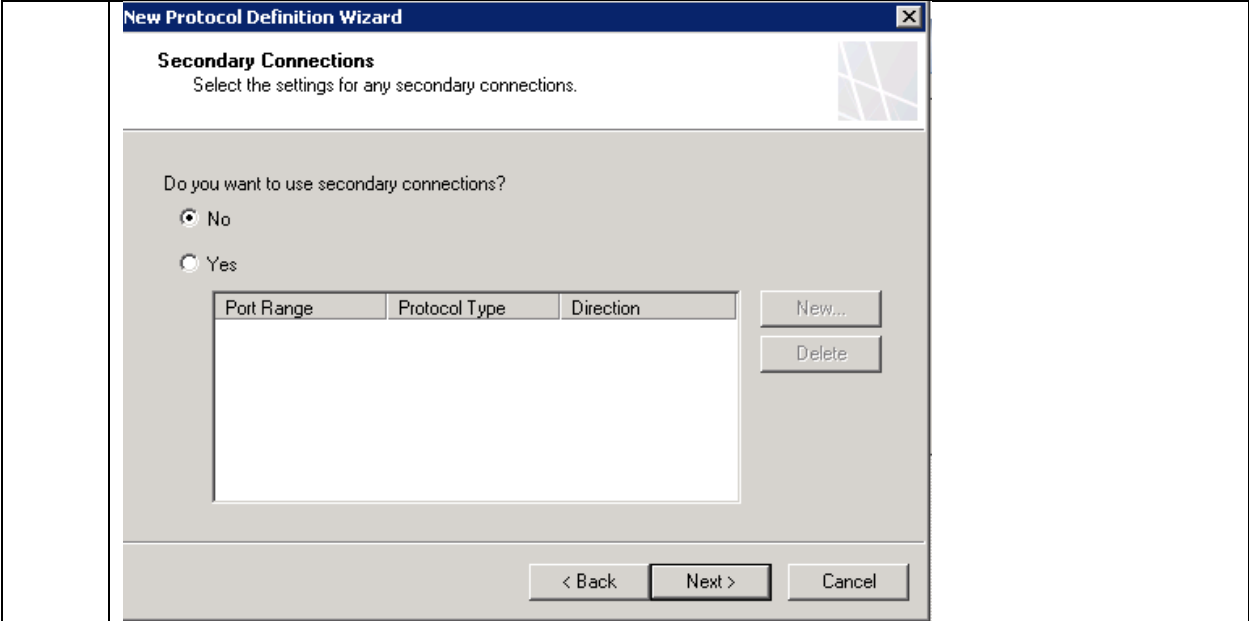 New Protocol Definition Wizard
Secondary Connections
Select the settings for any secondary connections.
Do you want to use secondary connections?
No
Yes
Port Range Protocol Type Direction
New...
Delete
< Back Next > Cancel